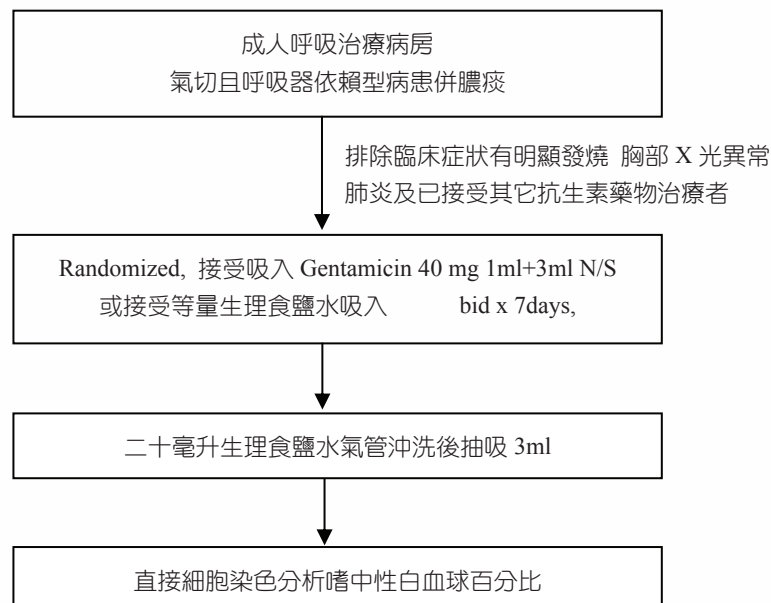 成人呼吸治療病房
氣切且呼吸器依賴型病患併膿痰
排除臨床症狀有明顯發燒 胸部 X 光異常
肺炎及已接受其它抗生素藥物治療者
Randomized, 接受吸入 Gentamicin 40 mg 1ml+3ml N/S
或接受等量生理食鹽水吸入 bid x 7days,
二十毫升生理食鹽水氣管沖洗後抽吸 3ml
直接細胞染色分析嗜中性白血球百分比